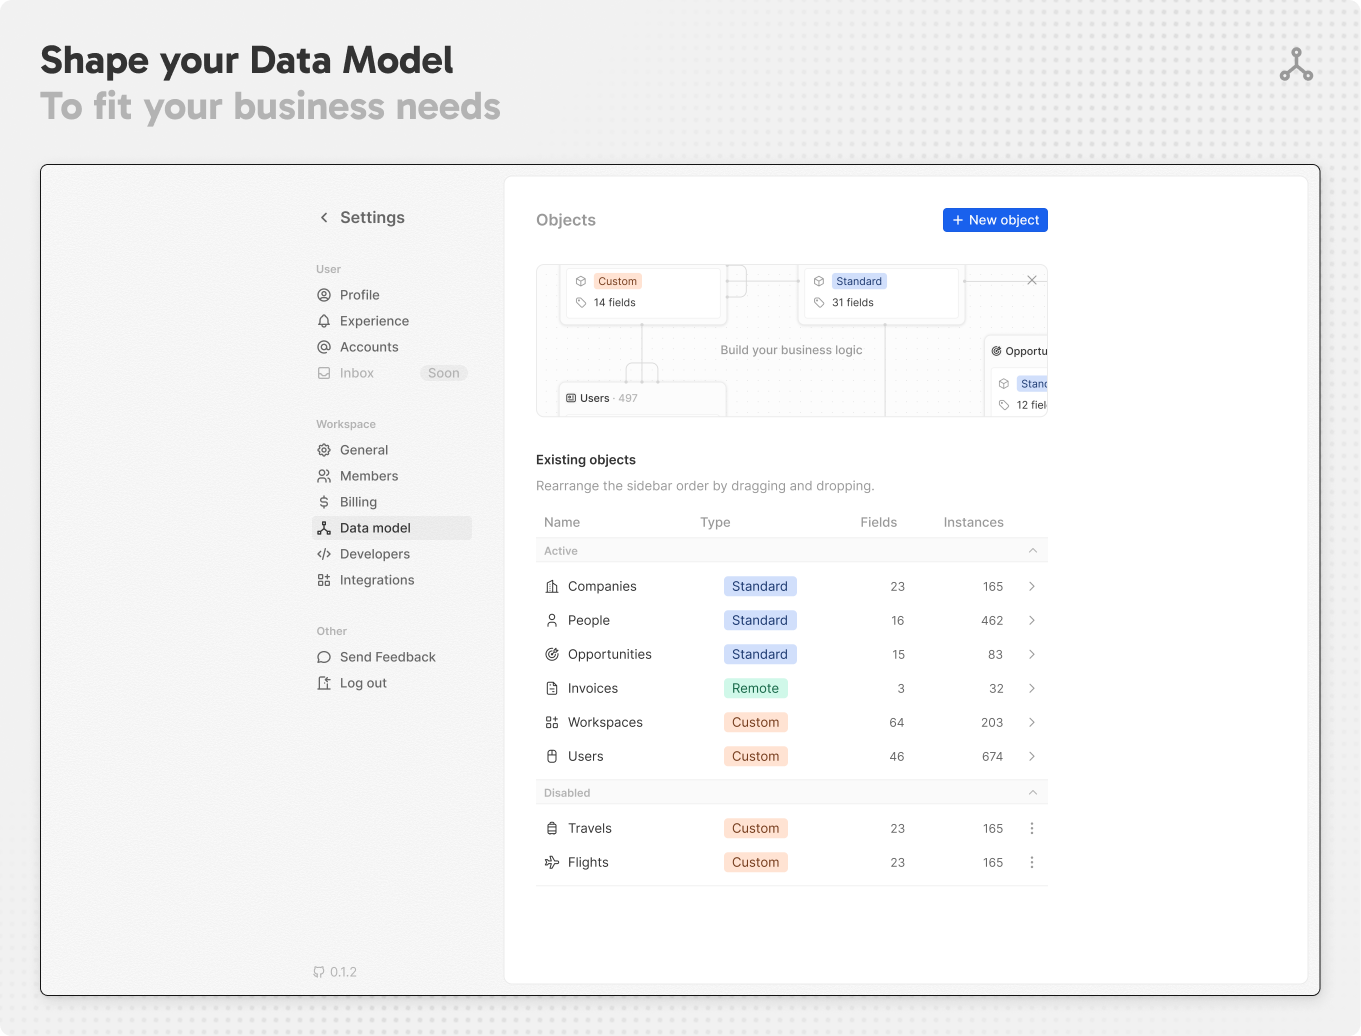 Shape your Data Model
To fit your business needs
Settings
User
Profile
Experience
Accounts
Inbox Soon
Workspace
General
Members
Billing
Data model
Developers
Integrations
Other
Send Feedback
Log out
0.1.2
Objects
+ New object
Custom
14 fields
Standard
31 fields
Build your business logic
Opportu
Stand
12 fiel
Users · 497
Existing objects
Rearrange the sidebar order by dragging and dropping.
Name Type Fields Instances
Active
Companies Standard 23 165
People Standard 16 462
Opportunities Standard 15 83
Invoices Remote 3 32
Workspaces Custom 64 203
Users Custom 46 674
Disabled
Travels Custom 23 165
Flights Custom 23 165